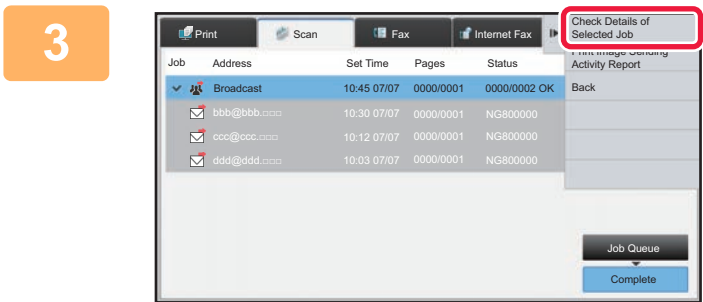 3
Print Scan Fax Internet Fax
Check Details of
Selected Job
Print Image Sending
Activity Report
Back
Job Address Set Time Pages Status
Broadcast 10:45 07/07 0000/0001 0000/0002 OK
bbb@bbb.□□□ 10:30 07/07 0000/0001 NG800000
ccc@ccc.□□□ 10:12 07/07 0000/0001 NG800000
ddd@ddd.□□□ 10:03 07/07 0000/0001 NG800000
Job Queue
Complete